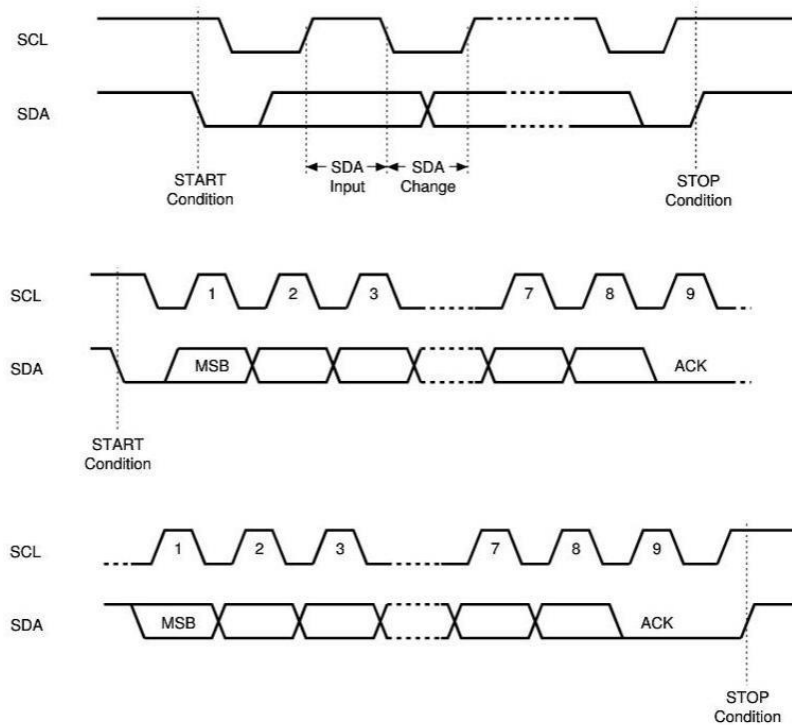 SCL
SDA
START
Condition
SDA
Input
SDA
Change
STOP
Condition
SCL
1 2 3 7 8 9
SDA
MSB ACK
START
Condition
SCL
1 2 3 7 8 9
SDA
MSB ACK
STOP
Condition